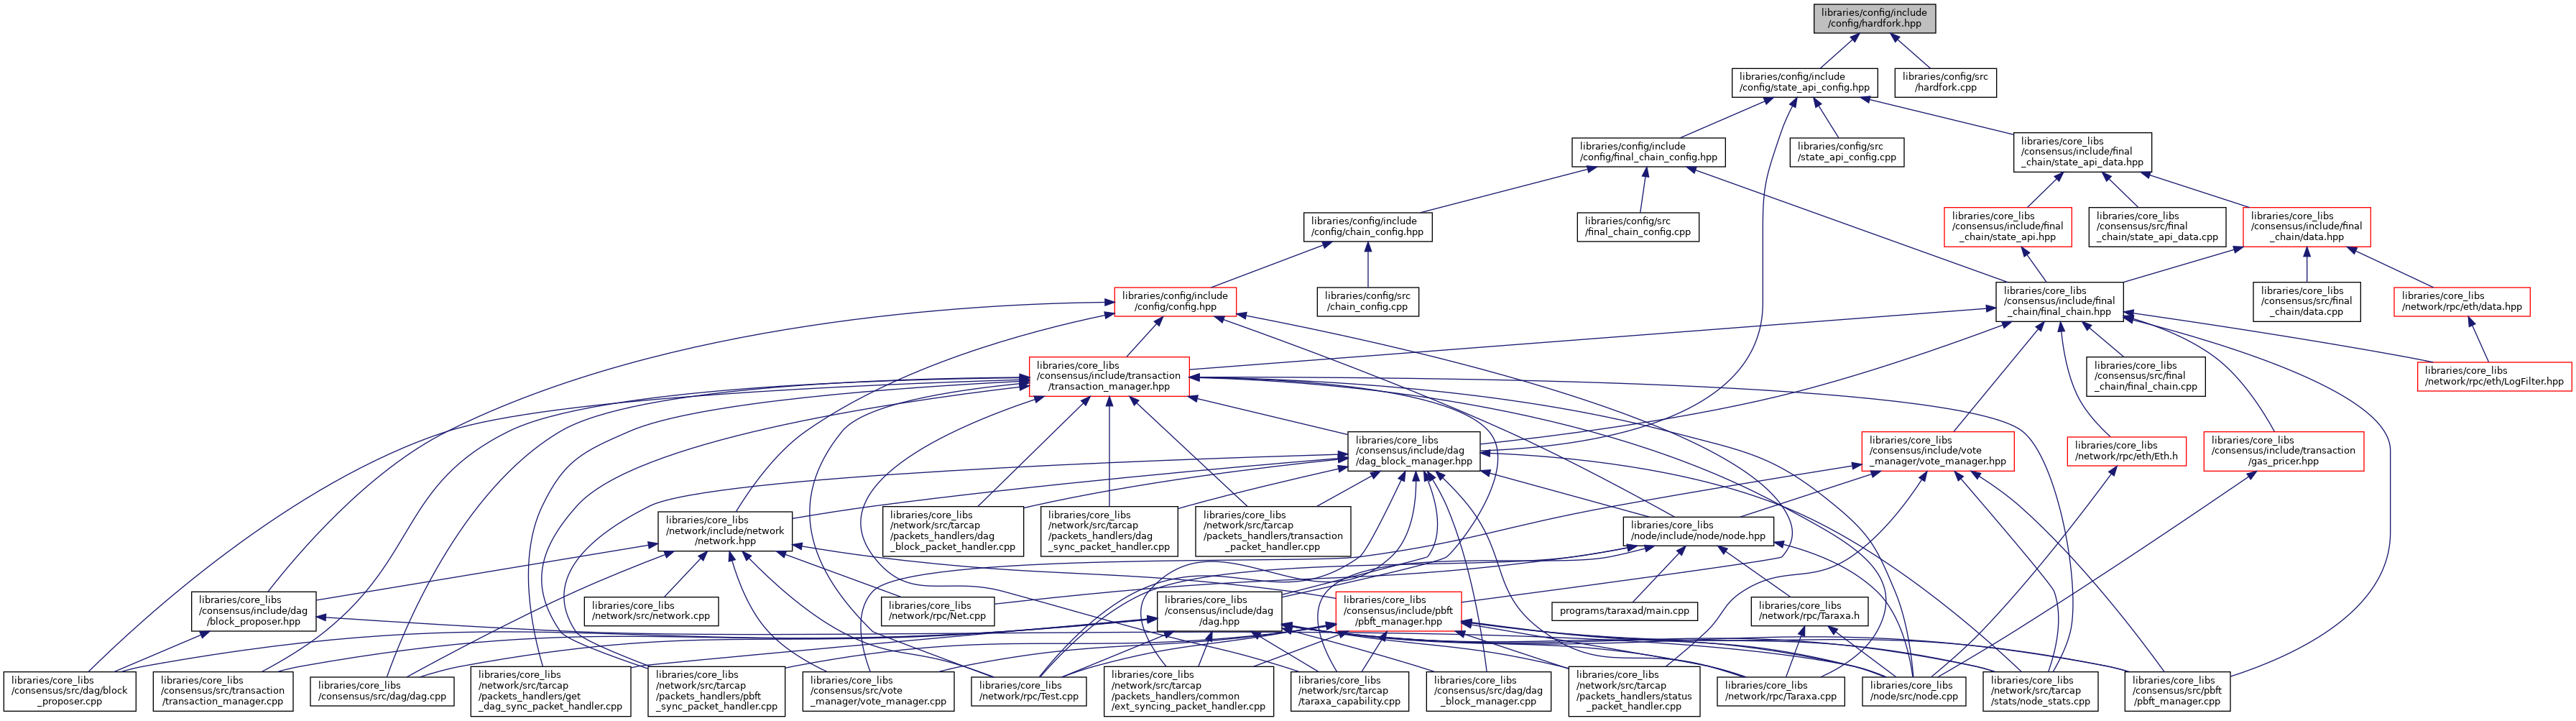 libraries/config/include
/config/hardfork.hpp
libraries/config/include
/config/state_api_config.hpp
libraries/config/src
/hardfork.cpp
libraries/config/include
/config/final_chain_config.hpp
libraries/config/src
/state_api_config.cpp
libraries/core_libs
/consensus/include/final
_chain/state_api_data.hpp
libraries/config/include
/config/chain_config.hpp
libraries/config/src
/final_chain_config.cpp
libraries/core_libs
/consensus/include/final
_chain/state_api.hpp
libraries/core_libs
/consensus/src/final
_chain/state_api_data.cpp
libraries/core_libs
/consensus/include/final
_chain/data.hpp
libraries/config/include
/config/config.hpp
libraries/config/src
/chain_config.cpp
libraries/core_libs
/consensus/include/final
_chain/final_chain.hpp
libraries/core_libs
/consensus/src/final
_chain/data.cpp
libraries/core_libs
/network/rpc/eth/data.hpp
libraries/core_libs
/consensus/include/transaction
/transaction_manager.hpp
libraries/core_libs
/consensus/src/final
_chain/final_chain.cpp
libraries/core_libs
/network/rpc/eth/LogFilter.hpp
libraries/core_libs
/consensus/include/dag
/dag_block_manager.hpp
libraries/core_libs
/consensus/include/vote
_manager/vote_manager.hpp
libraries/core_libs
/network/rpc/eth/Eth.h
libraries/core_libs
/consensus/include/transaction
/gas_pricer.hpp
libraries/core_libs
/network/include/network
/network.hpp
libraries/core_libs
/network/src/tarcap
/packets_handlers/dag
_block_packet_handler.cpp
libraries/core_libs
/network/src/tarcap
/packets_handlers/dag
_sync_packet_handler.cpp
libraries/core_libs
/network/src/tarcap
/packets_handlers/transaction
_packet_handler.cpp
libraries/core_libs
/node/include/node/node.hpp
libraries/core_libs
/consensus/include/dag
/block_proposer.hpp
libraries/core_libs
/network/src/network.cpp
libraries/core_libs
/network/rpc/Net.cpp
libraries/core_libs
/consensus/include/dag
/dag.hpp
libraries/core_libs
/consensus/include/pbft
/pbft_manager.hpp
programs/taraxad/main.cpp
libraries/core_libs
/network/rpc/Taraxa.h
libraries/core_libs
/consensus/src/dag/block
_proposer.cpp
libraries/core_libs
/consensus/src/transaction
/transaction_manager.cpp
libraries/core_libs
/consensus/src/dag/dag.cpp
libraries/core_libs
/network/src/tarcap
/packets_handlers/get
_dag_sync_packet_handler.cpp
libraries/core_libs
/network/src/tarcap
/packets_handlers/pbft
_sync_packet_handler.cpp
libraries/core_libs
/consensus/src/vote
_manager/vote_manager.cpp
libraries/core_libs
/network/rpc/Test.cpp
libraries/core_libs
/network/src/tarcap
/packets_handlers/common
/ext_syncing_packet_handler.cpp
libraries/core_libs
/network/src/tarcap
/taraxa_capability.cpp
libraries/core_libs
/consensus/src/dag/dag
_block_manager.cpp
libraries/core_libs
/network/src/tarcap
/packets_handlers/status
_packet_handler.cpp
libraries/core_libs
/network/rpc/Taraxa.cpp
libraries/core_libs
/node/src/node.cpp
libraries/core_libs
/network/src/tarcap
/stats/node_stats.cpp
libraries/core_libs
/consensus/src/pbft
/pbft_manager.cpp